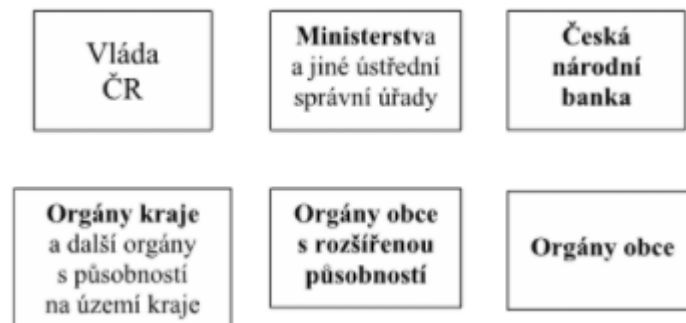 Vláda
ČR
Ministerstva
a jiné ústřední
správní úřady
Česká
národní
banka
Orgány kraje
a další orgány
s působností
na území kraje
Orgány obce
s rozšířenou
působností
Orgány obce